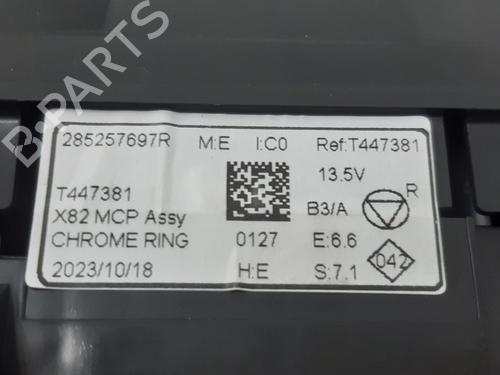 285257697R M:E I:C0 Ref:T447381
13.5V
T447381 B3/A R
X82 MCP Assy
CHROME RING 0127 E:6.6 042
2023/10/18 H:E S:7.1
B-PARTS